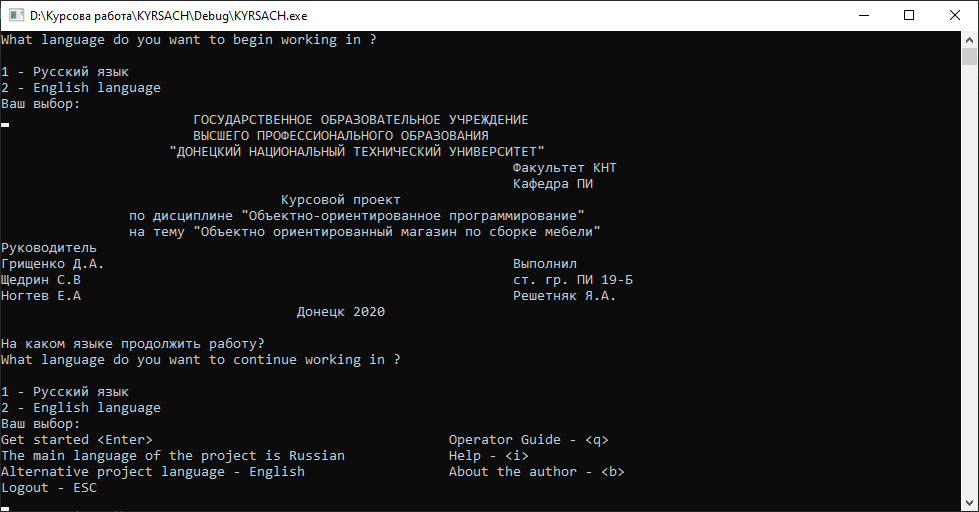 D:\Курсова работа\KYRSACH\Debug\KYRSACH.exe
What language do you want to begin working in ?
1 - Русский язык
2 - English language
Ваш выбор:
ГОСУДАРСТВЕННОЕ ОБРАЗОВАТЕЛЬНОЕ УЧРЕЖДЕНИЕ
ВЫСШЕГО ПРОФЕССИОНАЛЬНОГО ОБРАЗОВАНИЯ
"ДОНЕЦКИЙ НАЦИОНАЛЬНЫЙ ТЕХНИЧЕСКИЙ УНИВЕРСИТЕТ"
Факультет КНТ
Кафедра ПИ
Курсовой проект
по дисциплине "Объектно-ориентированное программирование"
на тему "Объектно ориентированный магазин по сборке мебели"
Руководитель
Грищенко Д.А. Выполнил
Щедрин С.В ст. гр. ПИ 19-Б
Ногтев Е.А Решетняк Я.А.
Донецк 2020
На каком языке продолжить работу?
What language do you want to continue working in ?
1 - Русский язык
2 - English language
Ваш выбор:
Get started <Enter> Operator Guide - <q>
The main language of the project is Russian Help - <i>
Alternative project language - English About the author - <b>
Logout - ESC